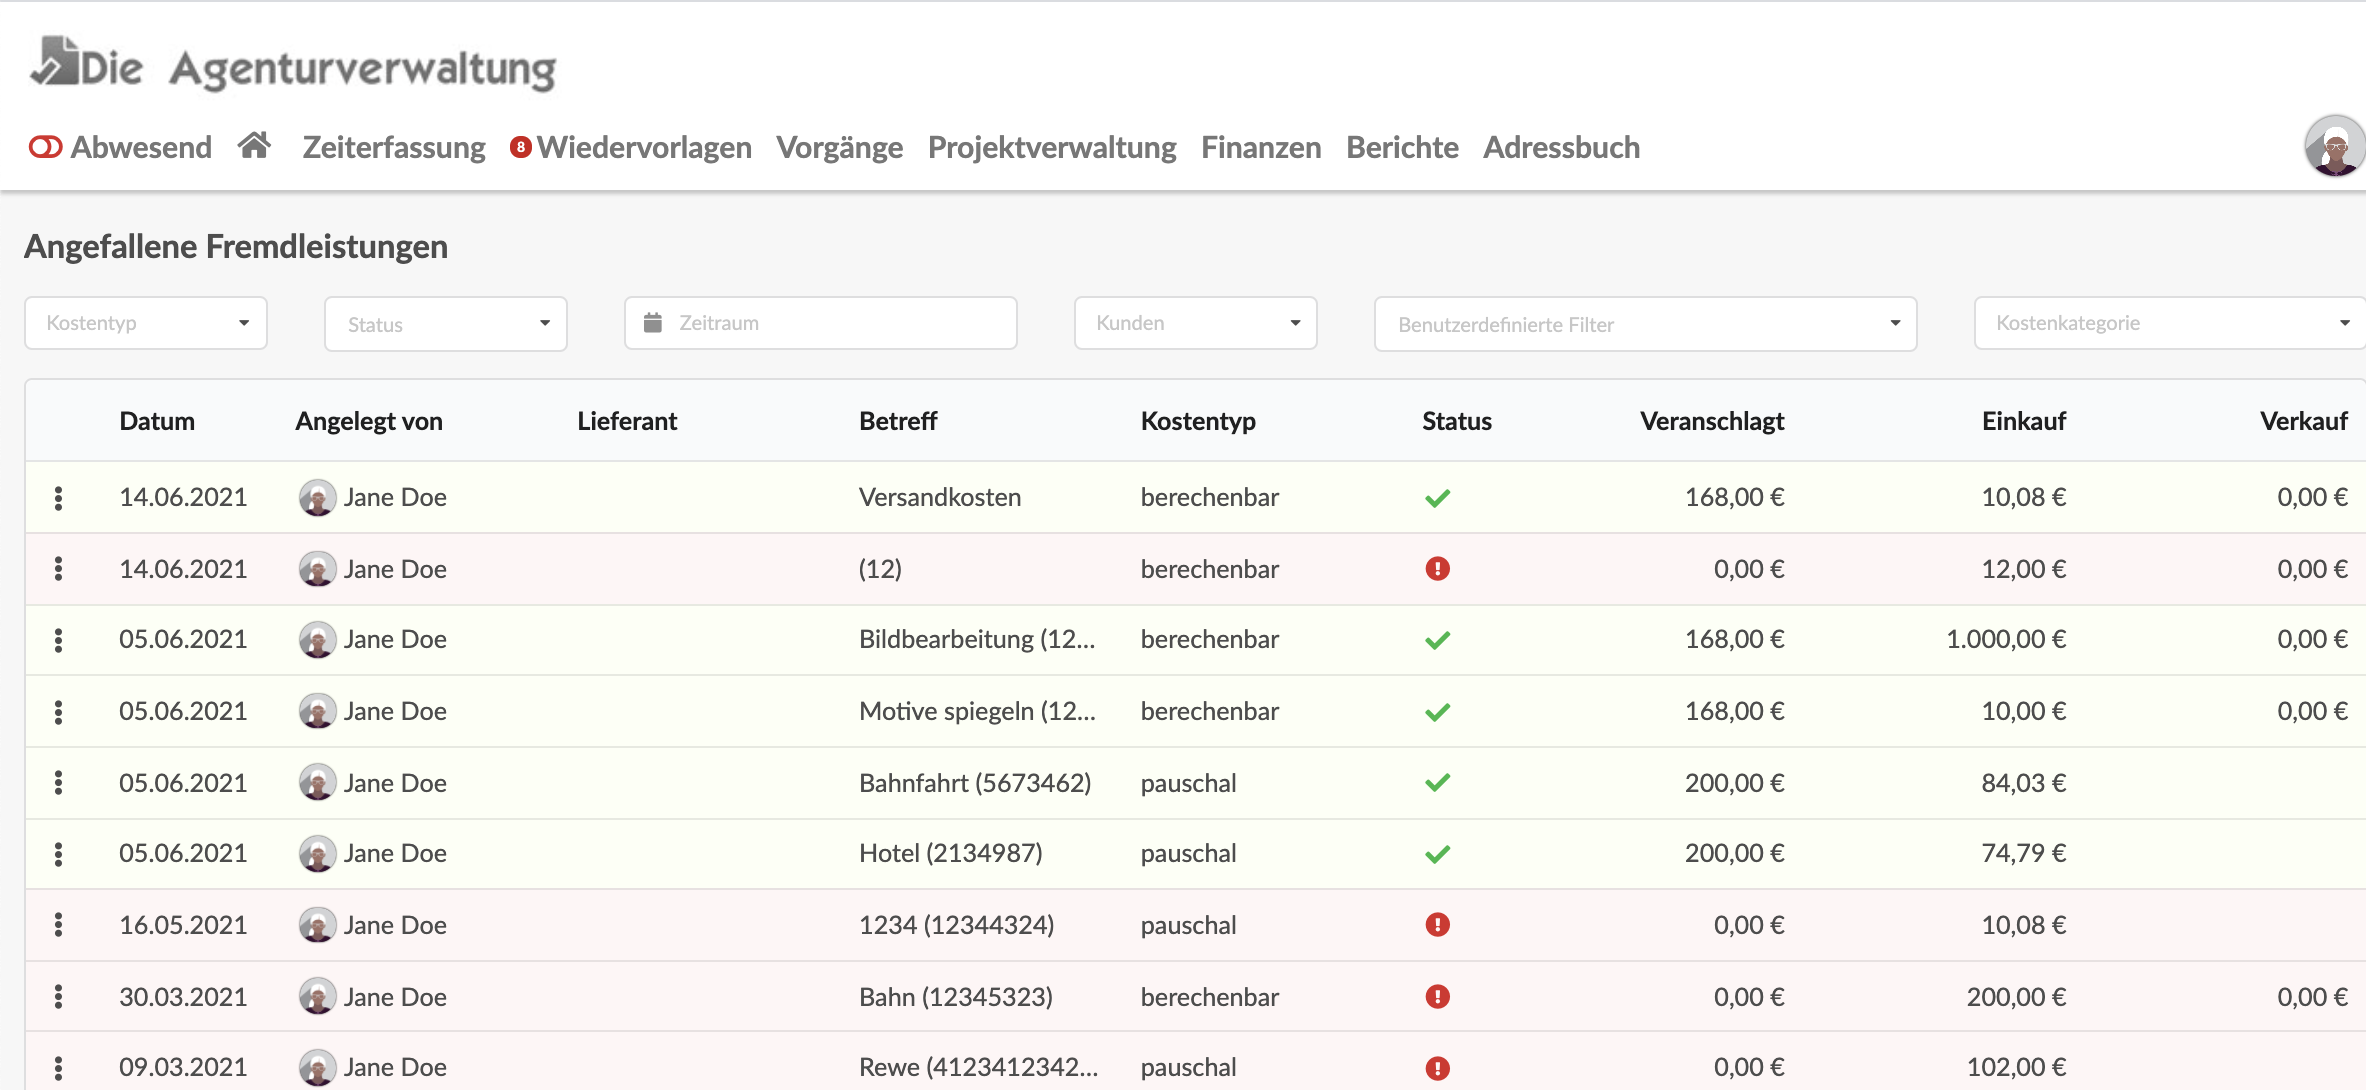 Die Agenturverwaltung
Abwesend Zeiterfassung 8 Wiedervorlagen Vorgänge Projektverwaltung Finanzen Berichte Adressbuch
Angefallene Fremdleistungen
Kostentyp Status Zeitraum Kunden Benutzerdefinierte Filter Kostenkategorie
Datum Angelegt von Lieferant Betreff Kostentyp Status Veranschlagt Einkauf Verkauf
14.06.2021 Jane Doe Versandkosten berechenbar 168,00 € 10,08 € 0,00 €
14.06.2021 Jane Doe (12) berechenbar 0,00 € 12,00 € 0,00 €
05.06.2021 Jane Doe Bildbearbeitung (12... berechenbar 168,00 € 1.000,00 € 0,00 €
05.06.2021 Jane Doe Motive spiegeln (12... berechenbar 168,00 € 10,00 € 0,00 €
05.06.2021 Jane Doe Bahnfahrt (5673462) pauschal 200,00 € 84,03 €
05.06.2021 Jane Doe Hotel (2134987) pauschal 200,00 € 74,79 €
16.05.2021 Jane Doe 1234 (12344324) pauschal 0,00 € 10,08 €
30.03.2021 Jane Doe Bahn (12345323) berechenbar 0,00 € 200,00 € 0,00 €
09.03.2021 Jane Doe Rewe (4123412342... pauschal 0,00 € 102,00 €